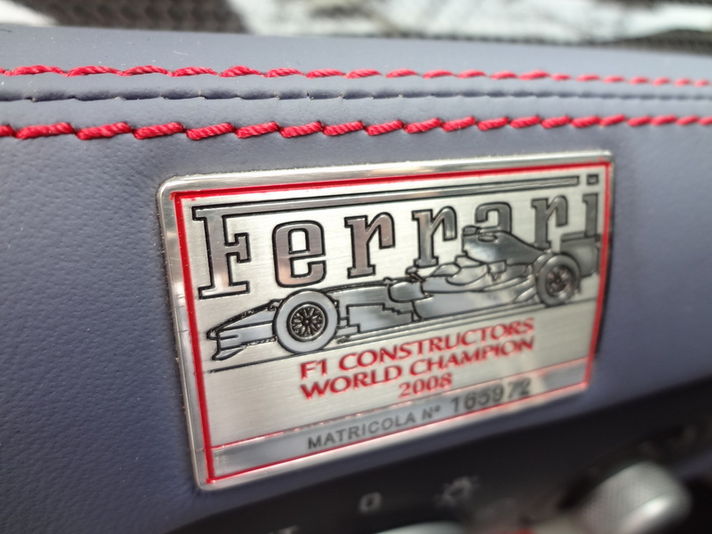 Ferrari
F1 CONSTRUCTORS
WORLD CHAMPION
2008
MATRICOLA Nº 165972